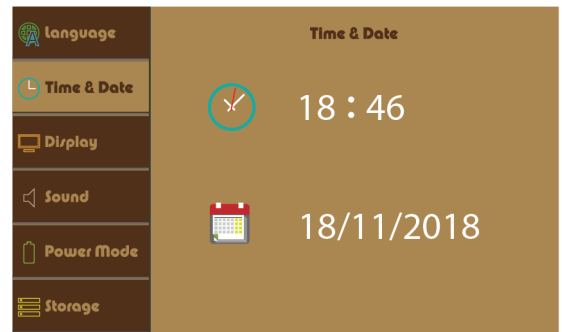 Language
Time & Date
Display
Sound
Power Mode
Storage
Time & Date
18 : 46
18/11/2018